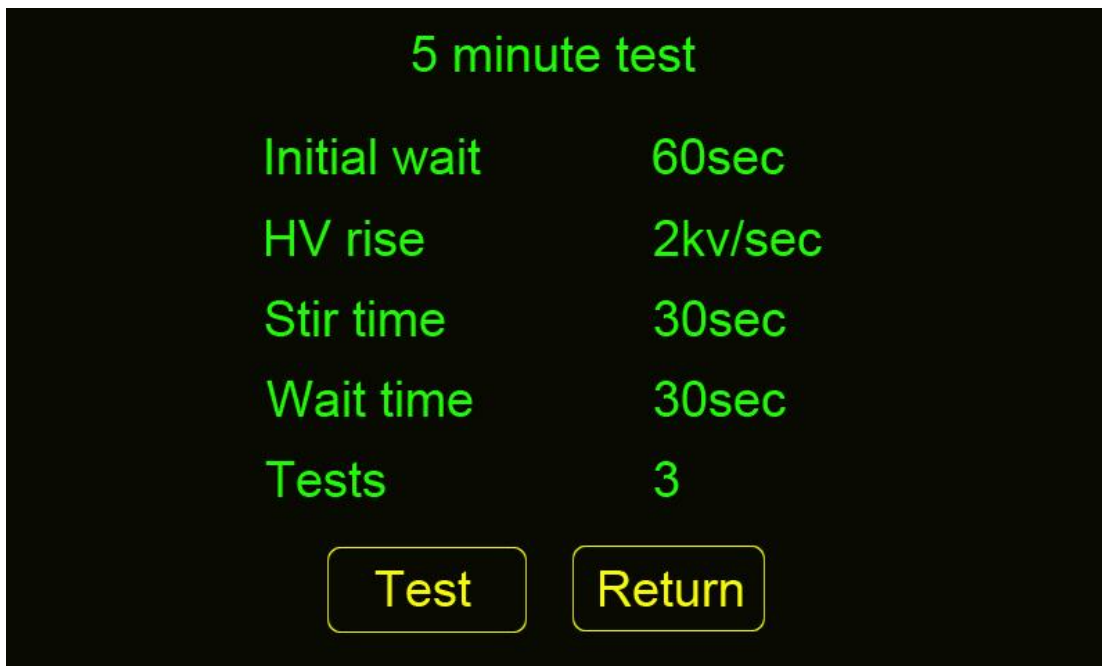 5 minute test
Initial wait 60sec
HV rise 2kv/sec
Stir time 30sec
Wait time 30sec
Tests 3
Test Return